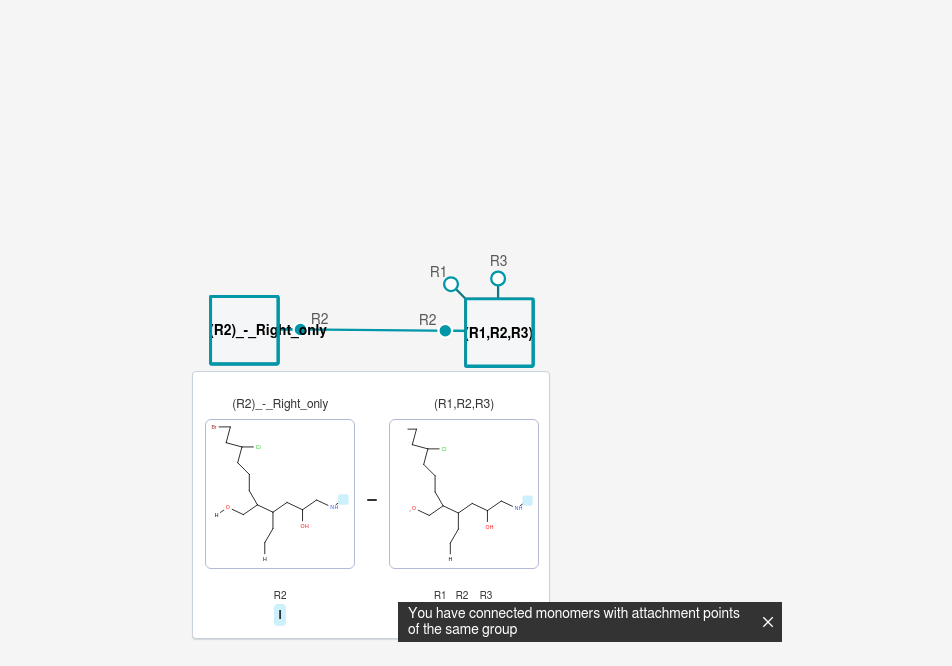 R3
R1
R2
R2
(R2)_-_Right_only
(R1,R2,R3)
(R2)_-_Right_only
(R1,R2,R3)
Br
Cl
Cl
O
H
NH
OH
H
O
NH
OH
H
R2
R1 R2 R3
I
You have connected monomers with attachment points
of the same group